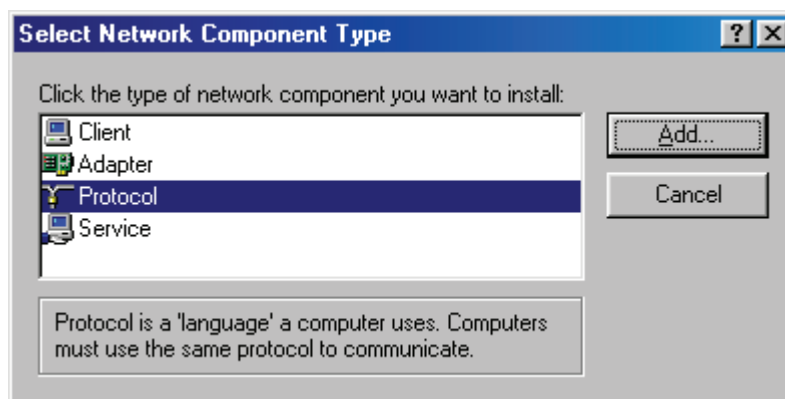 Select Network Component Type
Click the type of network component you want to install:
Client
Adapter
Protocol
Service
Add...
Cancel
Protocol is a 'language' a computer uses. Computers
must use the same protocol to communicate.